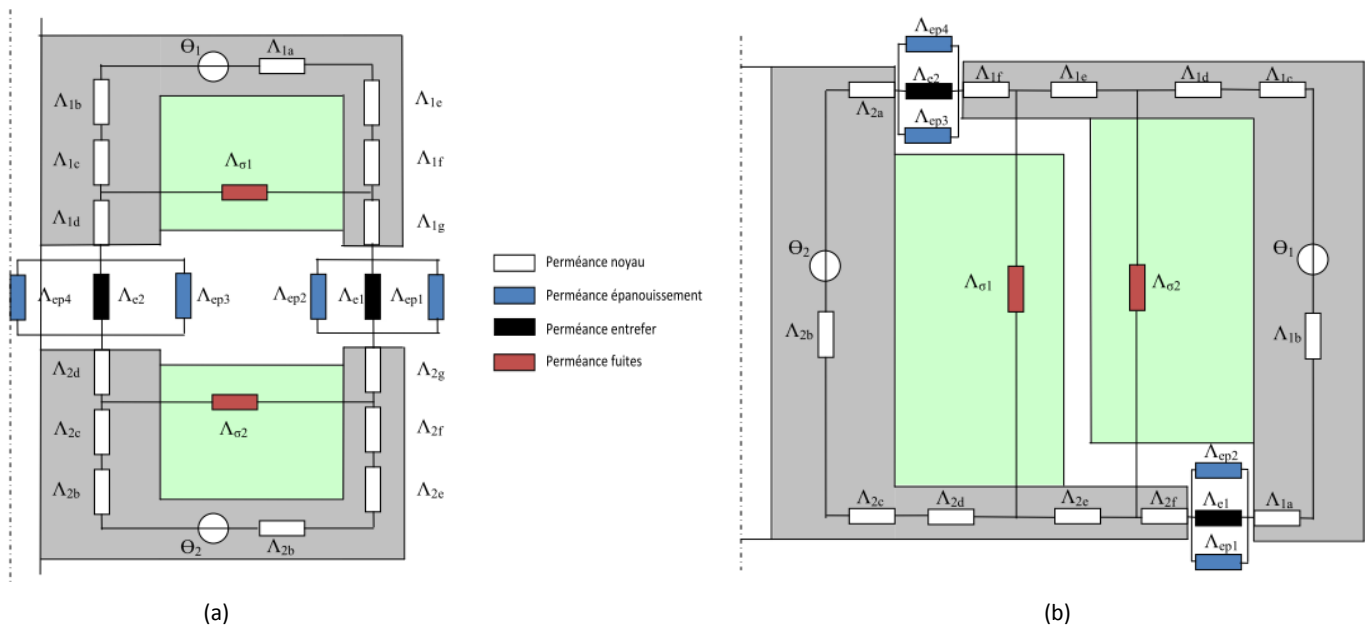 Θ1
Λ1a
Λ1b
Λ1e
Λ1c
Λσ1
Λ1f
Λ1d
Λ1g
Λep4
Λe2
Λep3
Λep2
Λe1
Λep1
Λ2d
Λ2g
Λ2c
Λσ2
Λ2f
Λ2b
Λ2e
Θ2
Λ2b
(a)
Perméance noyau
Perméance épanouissement
Perméance entrefer
Perméance fuites
Λep4
Λe2
Λ1f
Λ1e
Λ1d
Λ1c
Λ2a
Λep3
Θ2
Θ1
Λσ1
Λσ2
Λ2b
Λ1b
Λep2
Λ2c
Λ2d
Λ2e
Λ2f
Λe1
Λ1a
Λep1
(b)